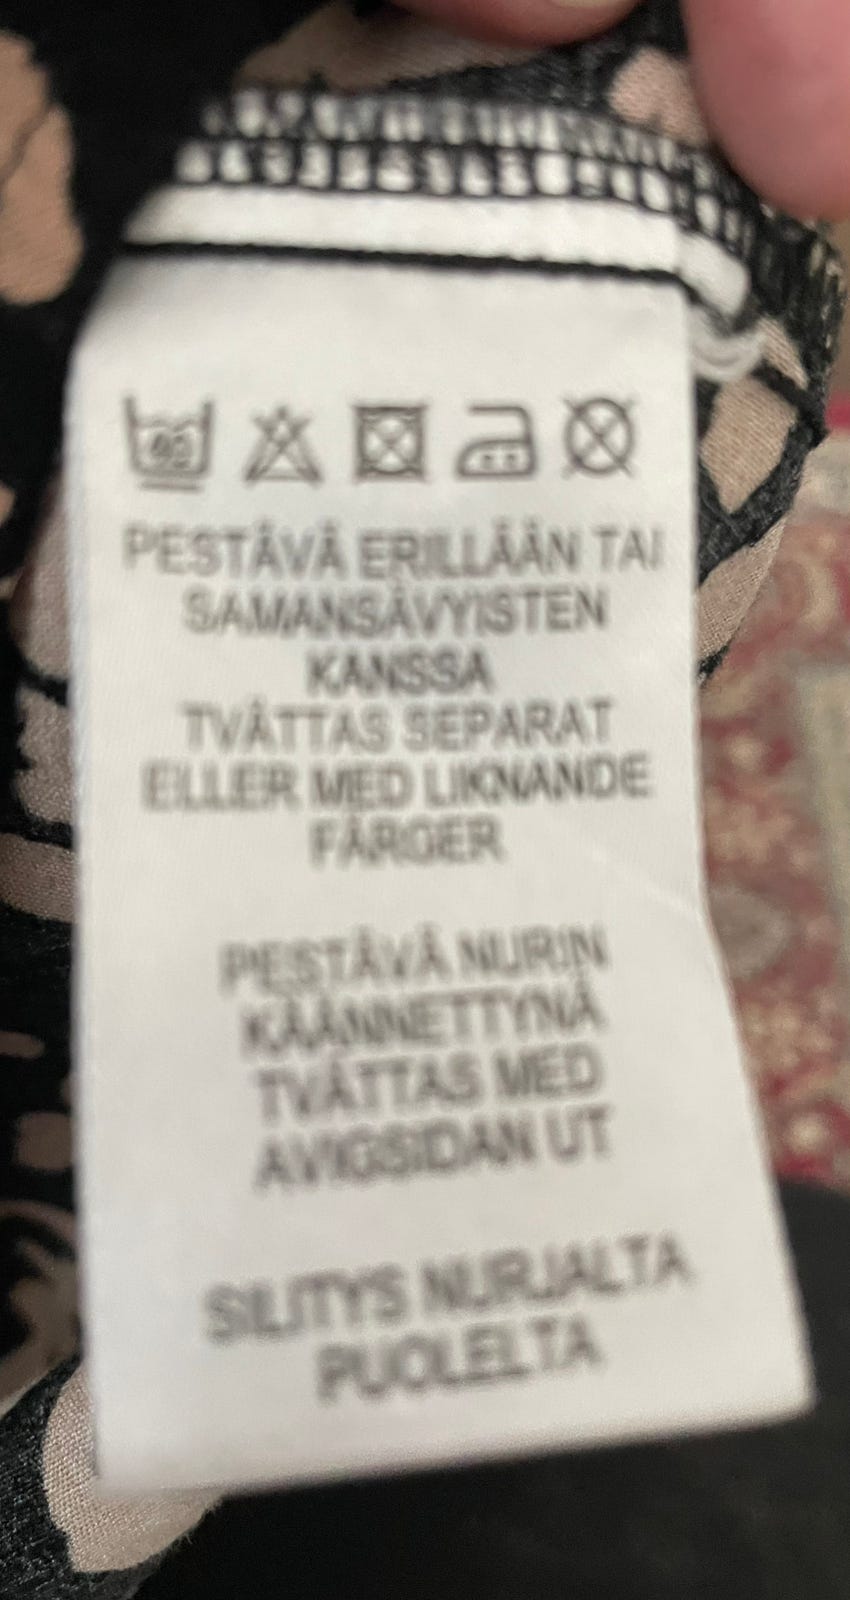 40
PESTÄVÄ ERILLÄÄN TAI
SAMANSÄVYISTEN
KANSSA
TVÄTTAS SEPARAT
ELLER MED LIKNANDE
FÄRGER
PESTÄVÄ NURIN
KÄÄNNETTYNÄ
TVÄTTAS MED
AVIGSIDAN UT
SILITYS NURJALTA
PUOLELTA